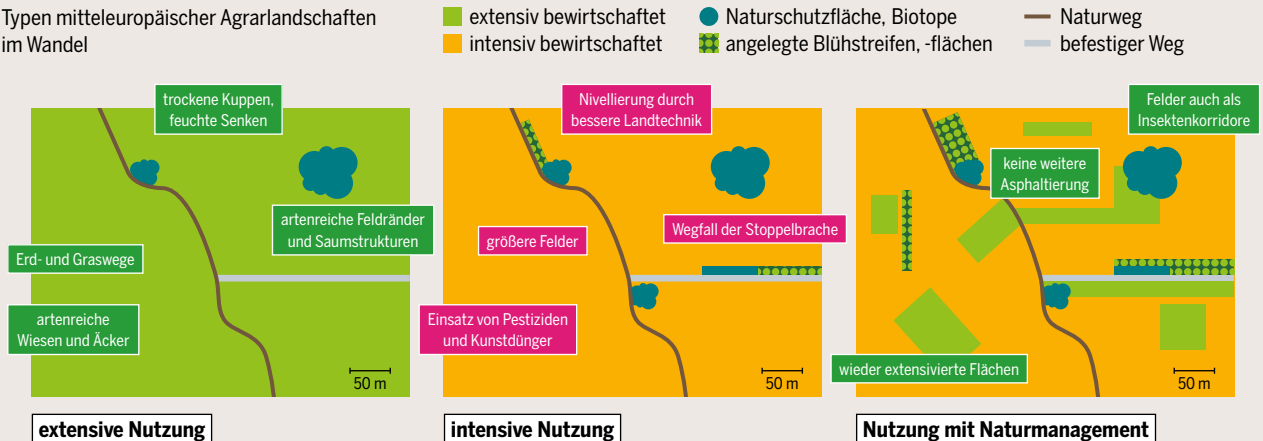 Typen mitteleuropäischer Agrarlandschaften
im Wandel
extensiv bewirtschaftet
intensiv bewirtschaftet
Naturschutzfläche, Biotope
angelegte Blühstreifen, -flächen
Naturweg
befestiger Weg
trockene Kuppen,
feuchte Senken
artenreiche Feldränder
und Saumstrukturen
Erd- und Graswege
artenreiche
Wiesen und Äcker
50 m
extensive Nutzung
Nivellierung durch
bessere Landtechnik
größere Felder
Wegfall der Stoppelbrache
Einsatz von Pestiziden
und Kunstdünger
50 m
intensive Nutzung
Felder auch als
Insektenkorridore
keine weitere
Asphaltierung
wieder extensivierte Flächen
50 m
Nutzung mit Naturmanagement